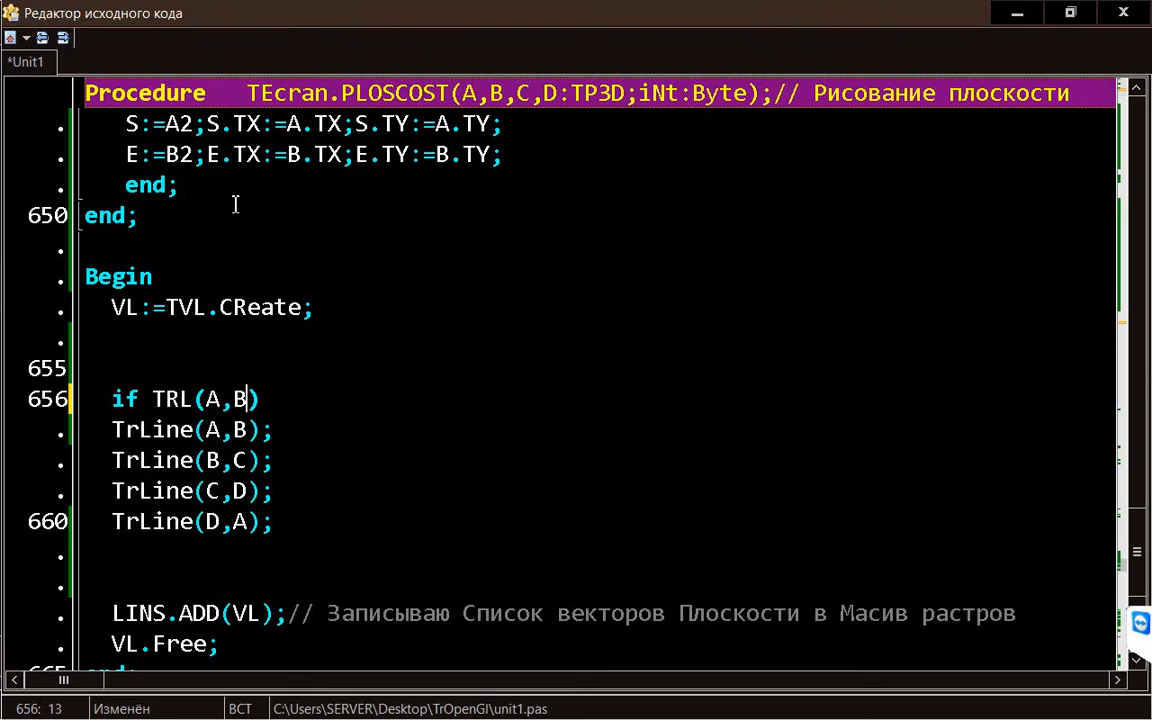 Редактор исходного кода
*Unit1
Procedure TEcran.PLOSCOST(A,B,C,D:TP3D;iNt:Byte);// Рисование плоскости
. S:=A2;S.TX:=A.TX;S.TY:=A.TY;
. E:=B2;E.TX:=B.TX;E.TY:=B.TY;
. end;
650 end;
.
. Begin
. VL:=TVL.CReate;
.
655
656 if TRL(A,B)
. TrLine(A,B);
. TrLine(B,C);
. TrLine(C,D);
660 TrLine(D,A);
.
.
. LINS.ADD(VL);// Записываю Список векторов Плоскости в Масив растров
. VL.Free;
656: 13 Изменён ВСТ C:\Users\SERVER\Desktop\TrOpenGl\unit1.pas